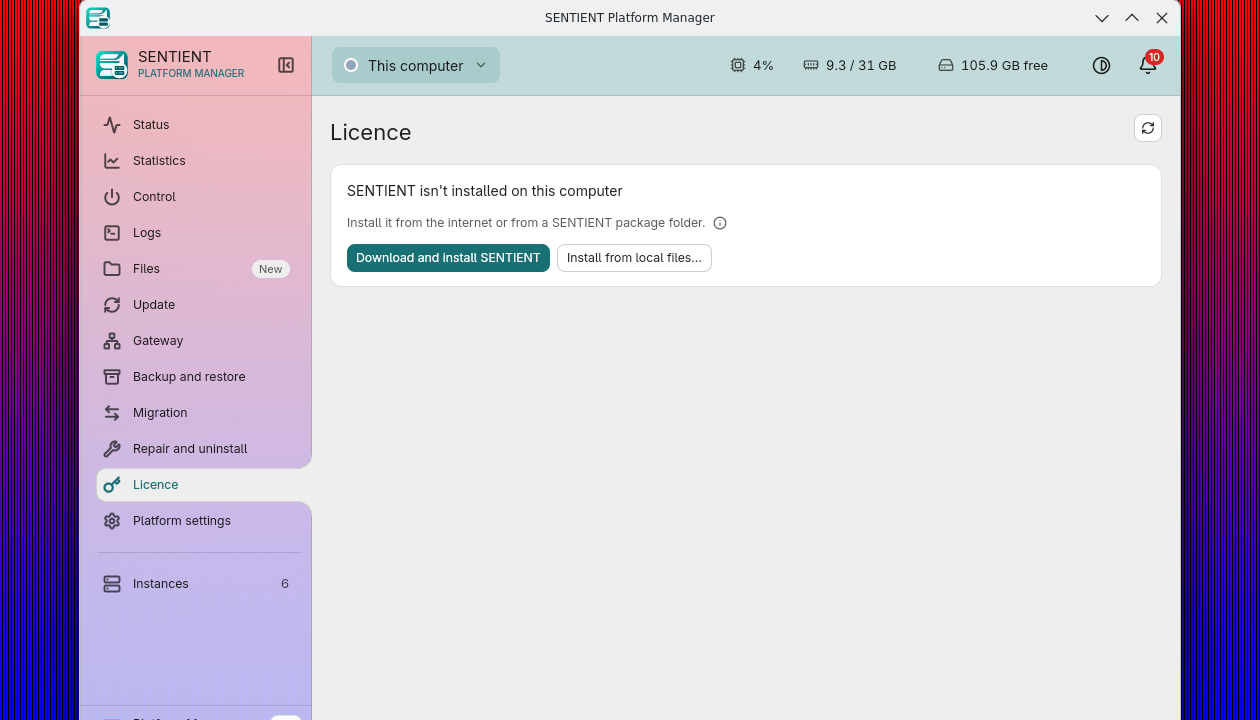 SENTIENT Platform Manager
SENTIENT
PLATFORM MANAGER
This computer
4%
9.3 / 31 GB
105.9 GB free
10
Status
Statistics
Control
Logs
Files
New
Update
Gateway
Backup and restore
Migration
Repair and uninstall
Licence
Platform settings
Instances
6
Licence
SENTIENT isn't installed on this computer
Install it from the internet or from a SENTIENT package folder.
Download and install SENTIENT
Install from local files...